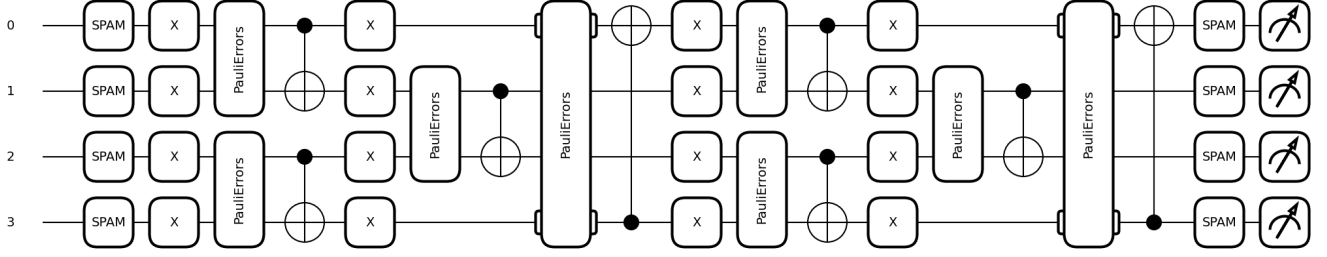 0 SPAM X X X X SPAM
PauliErrors PauliErrors
1 SPAM X X X X SPAM
PauliErrors PauliErrors PauliErrors PauliErrors
2 SPAM X X X X SPAM
PauliErrors PauliErrors
3 SPAM X X X X SPAM